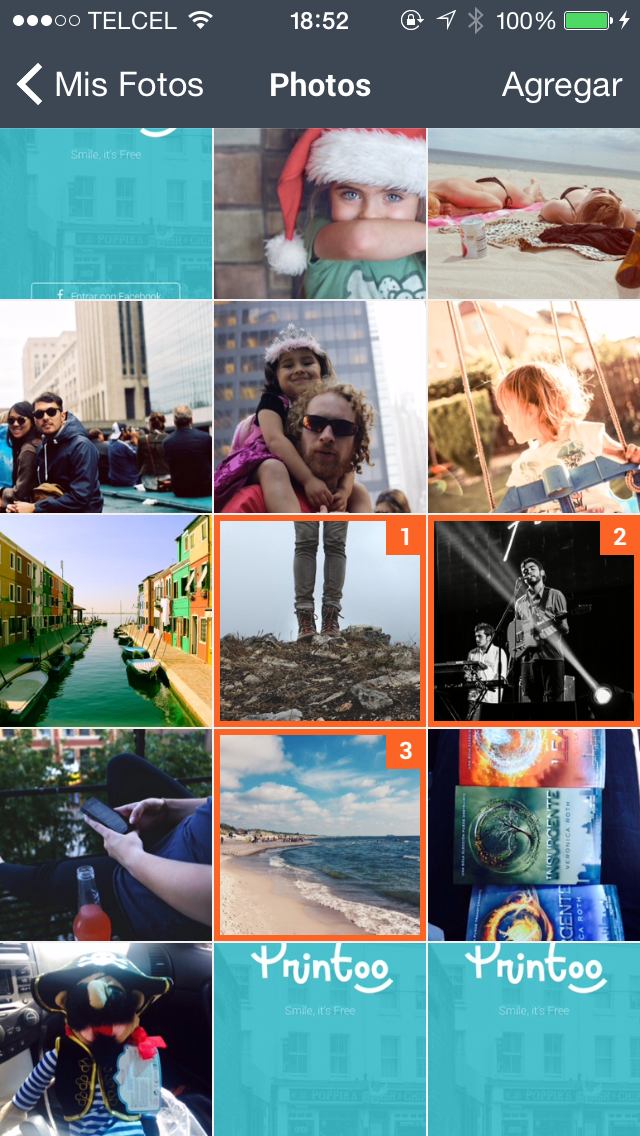 TELCEL 18:52 100%
Mis Fotos Photos Agregar
Smile, it's Free
Entrar con Facebook
1 2
3
INSURGENTE
VERONICA ROTH
Printoo Printoo
Smile, it's Free Smile, it's Free